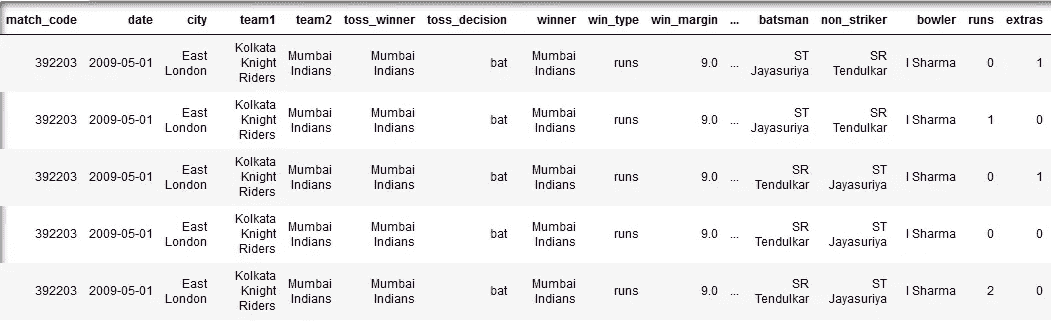 match_code date city team1 team2 toss_winner toss_decision winner win_type win_margin ... batsman non_striker bowler runs extras
392203 2009-05-01 East London Kolkata Knight Riders Mumbai Indians Mumbai Indians bat Mumbai Indians runs 9.0 ... ST Jayasuriya SR Tendulkar I Sharma 0 1
392203 2009-05-01 East London Kolkata Knight Riders Mumbai Indians Mumbai Indians bat Mumbai Indians runs 9.0 ... ST Jayasuriya SR Tendulkar I Sharma 1 0
392203 2009-05-01 East London Kolkata Knight Riders Mumbai Indians Mumbai Indians bat Mumbai Indians runs 9.0 ... SR Tendulkar ST Jayasuriya I Sharma 0 1
392203 2009-05-01 East London Kolkata Knight Riders Mumbai Indians Mumbai Indians bat Mumbai Indians runs 9.0 ... SR Tendulkar ST Jayasuriya I Sharma 0 0
392203 2009-05-01 East London Kolkata Knight Riders Mumbai Indians Mumbai Indians bat Mumbai Indians runs 9.0 ... SR Tendulkar ST Jayasuriya I Sharma 2 0